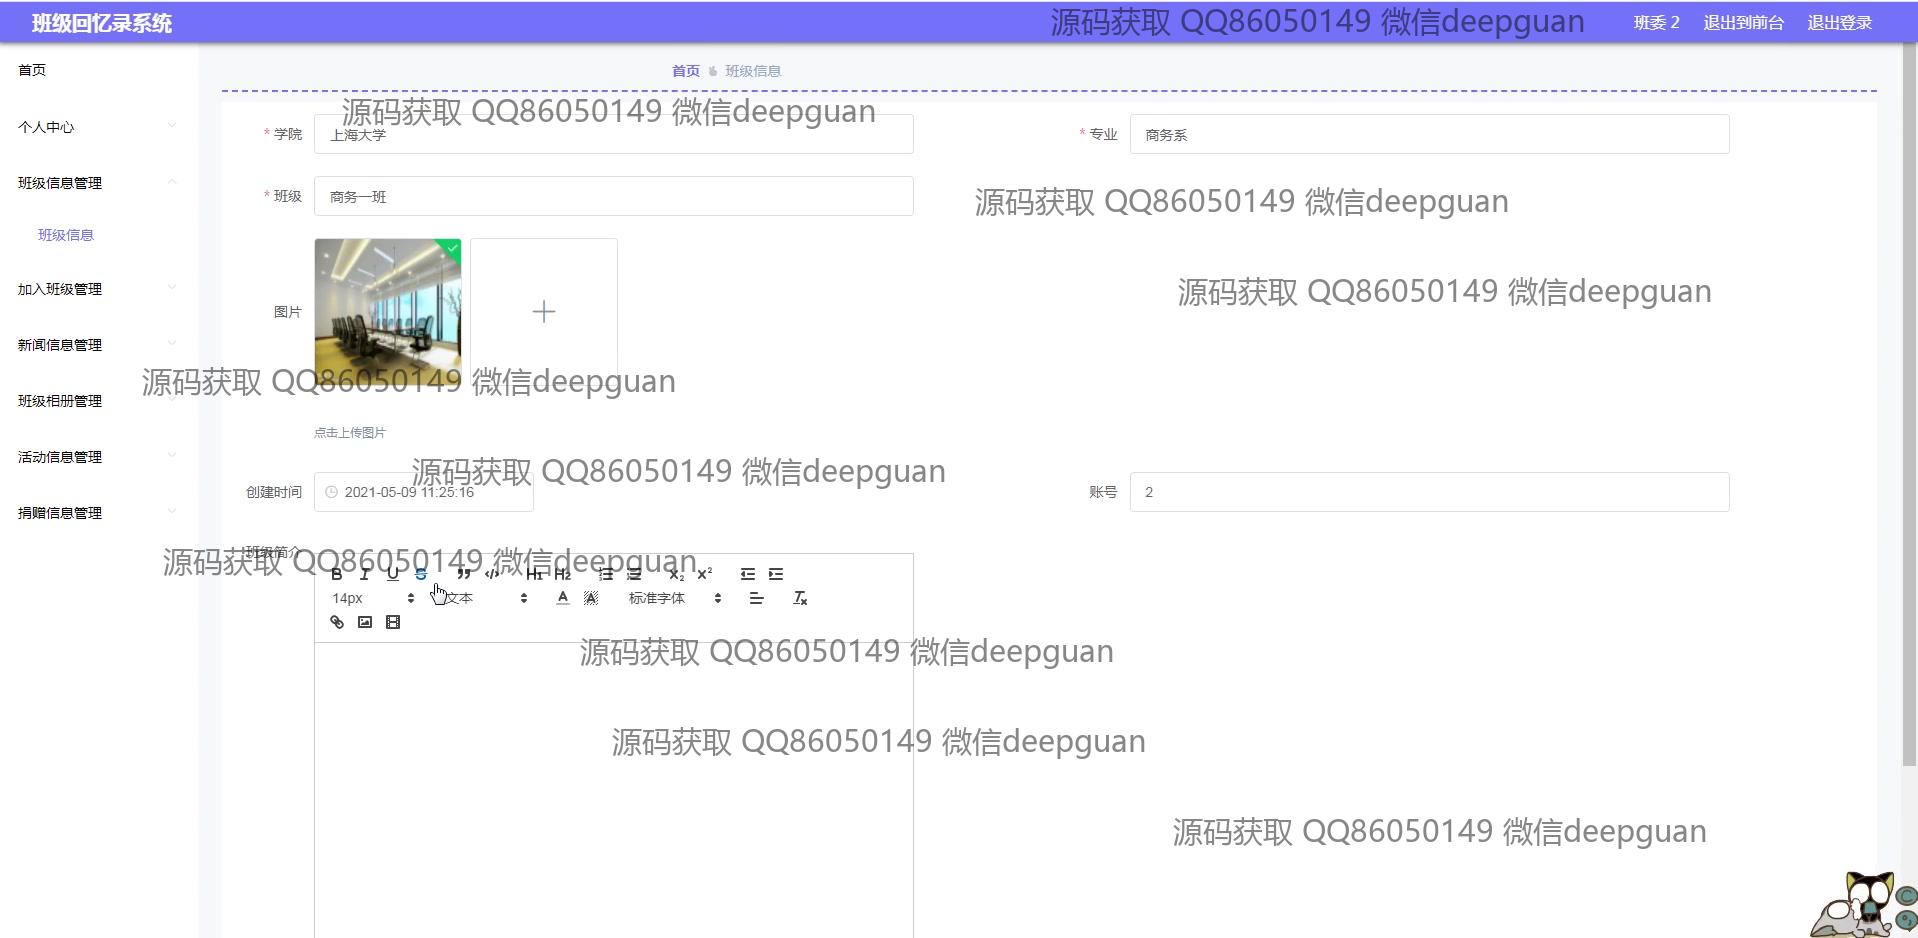 班级回忆录系统
源码获取 QQ86050149 微信deepguan
班委 2 退出到前台 退出登录
首页
个人中心
班级信息管理
班级信息
加入班级管理
新闻信息管理
班级相册管理
活动信息管理
捐赠信息管理
首页 班级信息
源码获取 QQ86050149 微信deepguan
* 学院 上海大学
* 专业 商务系
* 班级 商务一班
源码获取 QQ86050149 微信deepguan
源码获取 QQ86050149 微信deepguan
图片
源码获取 QQ86050149 微信deepguan
点击上传图片
源码获取 QQ86050149 微信deepguan
创建时间 2021-05-09 11:25:16
账号 2
班级简介
源码获取 QQ86050149 微信deepguan
B I U S H1 H2 X2 X2
14px 文本 A A 标准字体 Tx
源码获取 QQ86050149 微信deepguan
源码获取 QQ86050149 微信deepguan
源码获取 QQ86050149 微信deepguan